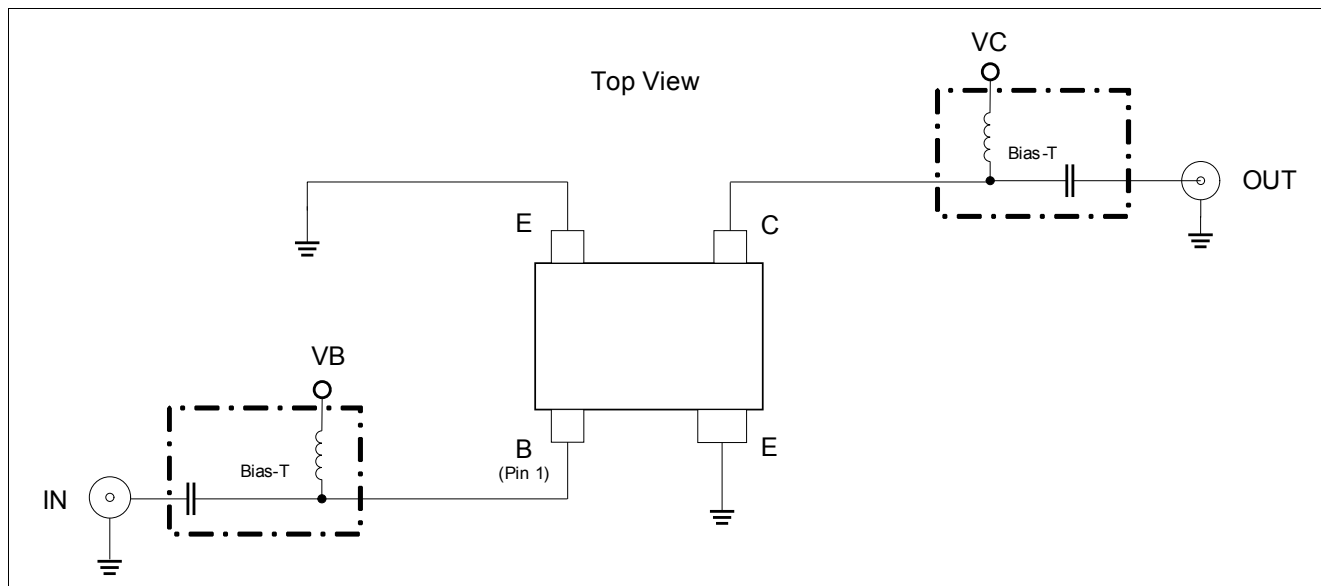 VC
Top View
Bias-T
OUT
E
C
VB
B
E
(Pin 1)
Bias-T
IN